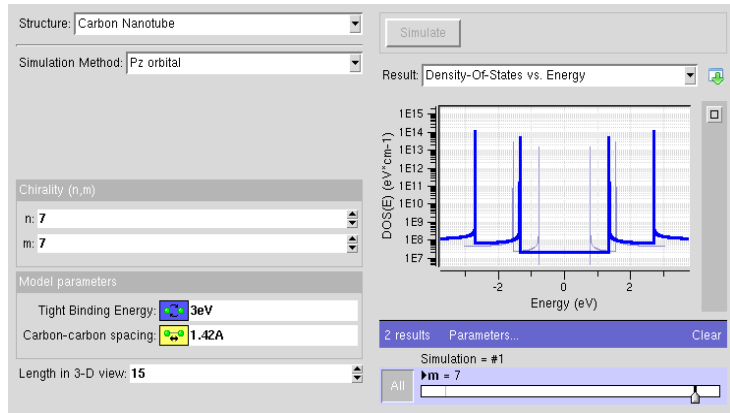 Structure: Carbon Nanotube
Simulation Method: Pz orbital
Chirality (n,m)
n: 7
m: 7
Model parameters
Tight Binding Energy: 3eV
Carbon-carbon spacing: 1.42A
Length in 3-D view: 15
Simulate
Result: Density-Of-States vs. Energy
DOS(E) (eV*cm-1)
1E15
1E14
1E13
1E12
1E11
1E10
1E9
1E8
1E7
-2 0 2
Energy (eV)
2 results Parameters... Clear
Simulation = #1
All
m = 7